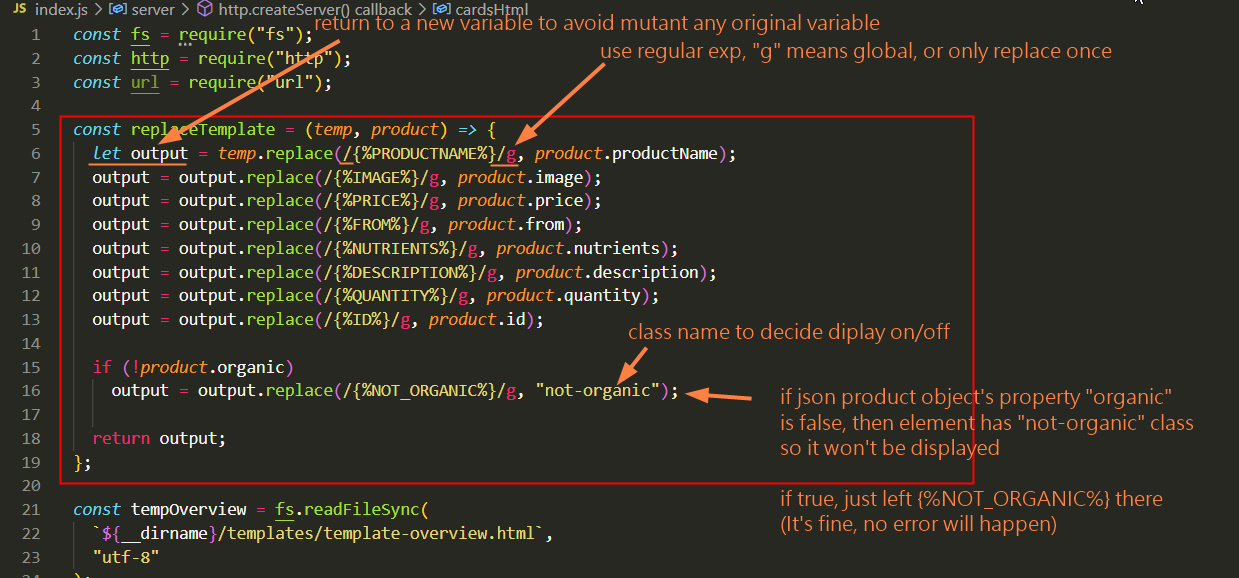 JS index.js > server > http.createServer() callback > cardsHtml
return to a new variable to avoid mutant any original variable
1 const fs = require("fs");
use regular exp, "g" means global, or only replace once
2 const http = require("http");
3 const url = require("url");
4
5 const replaceTemplate = (temp, product) => {
6 let output = temp.replace(/{%PRODUCTNAME%}/g, product.productName);
7 output = output.replace(/{%IMAGE%}/g, product.image);
8 output = output.replace(/{%PRICE%}/g, product.price);
9 output = output.replace(/{%FROM%}/g, product.from);
10 output = output.replace(/{%NUTRIENTS%}/g, product.nutrients);
11 output = output.replace(/{%DESCRIPTION%}/g, product.description);
12 output = output.replace(/{%QUANTITY%}/g, product.quantity);
13 output = output.replace(/{%ID%}/g, product.id);
class name to decide diplay on/off
14
15 if (!product.organic)
16 output = output.replace(/{%NOT_ORGANIC%}/g, "not-organic");
if json product object's property "organic"
is false, then element has "not-organic" class
so it won't be displayed
17
18 return output;
19 };
20
if true, just left {%NOT_ORGANIC%} there
(It's fine, no error will happen)
21 const tempOverview = fs.readFileSync(
22 `${__dirname}/templates/template-overview.html`,
23 "utf-8"